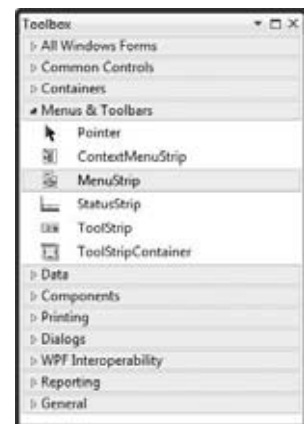 Toolbox
All Windows Forms
Common Controls
Containers
Menus & Toolbars
Pointer
ContextMenuStrip
MenuStrip
StatusStrip
ToolStrip
ToolStripContainer
Data
Components
Printing
Dialogs
WPF Interoperability
Reporting
General